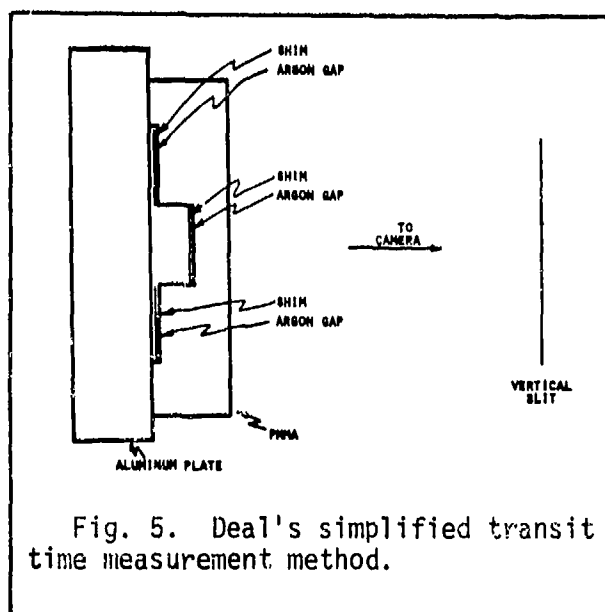 SHIM
ARGON GAP
SHIM
ARGON GAP
TO
CAMERA
SHIM
ARGON GAP
VERTICAL
SLIT
PMMA
ALUMINUM PLATE
Fig. 5. Deal's simplified transit
time measurement method.